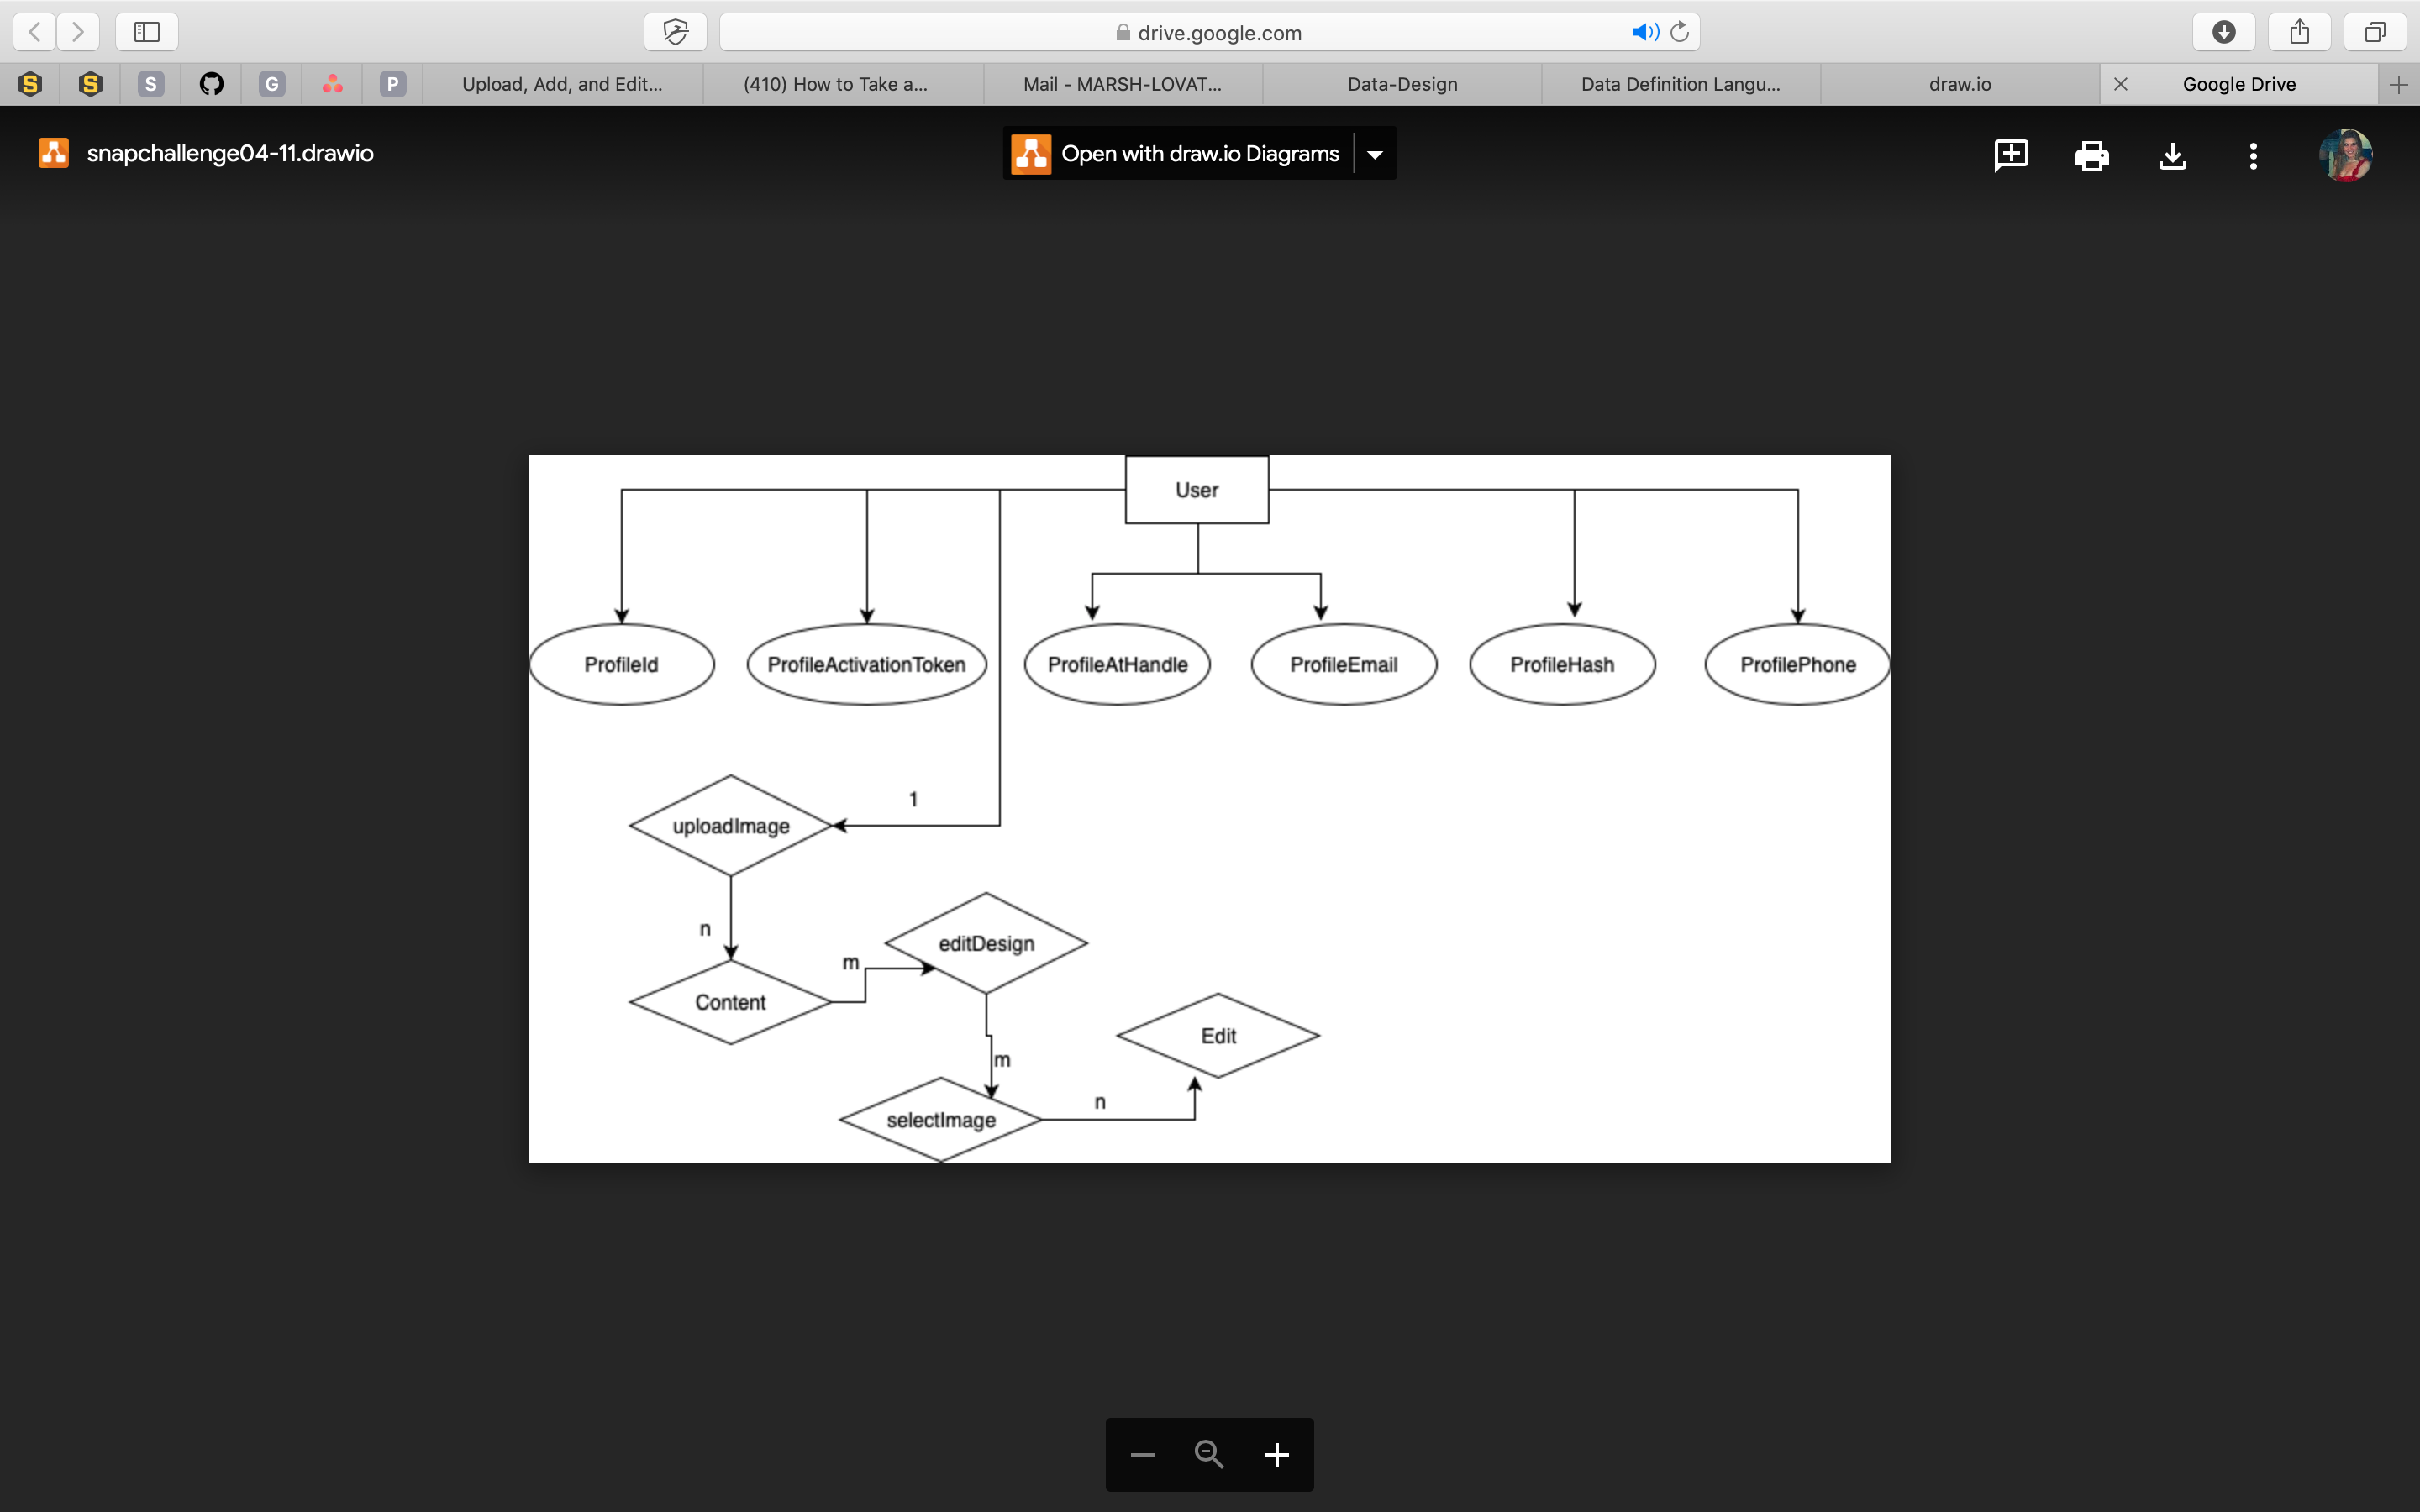 drive.google.com
S
S
S
G
P
Upload, Add, and Edit...
(410) How to Take a...
Mail - MARSH-LOVAT...
Data-Design
Data Definition Langu...
draw.io
Google Drive
snapchallenge04-11.drawio
Open with draw.io Diagrams
User
ProfileId
ProfileActivationToken
ProfileAtHandle
ProfileEmail
ProfileHash
ProfilePhone
1
uploadImage
n
editDesign
m
Content
Edit
m
n
selectImage